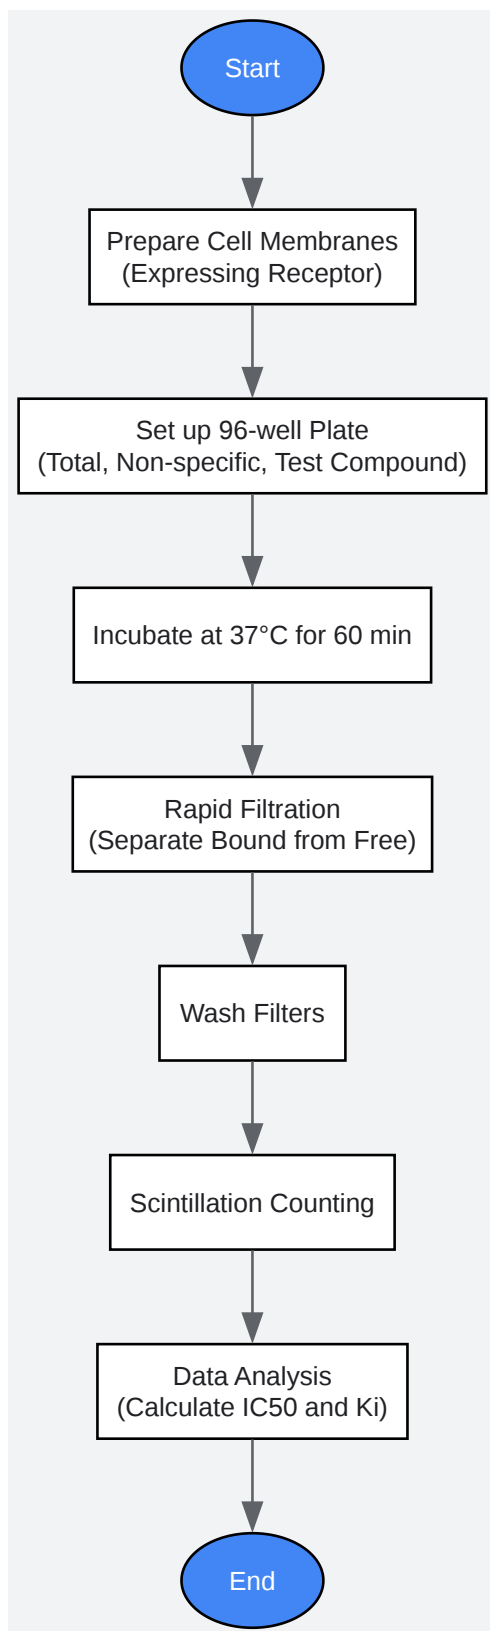 Start
Prepare Cell Membranes
(Expressing Receptor)
Set up 96-well Plate
(Total, Non-specific, Test Compound)
Incubate at 37°C for 60 min
Rapid Filtration
(Separate Bound from Free)
Wash Filters
Scintillation Counting
Data Analysis
(Calculate IC50 and Ki)
End